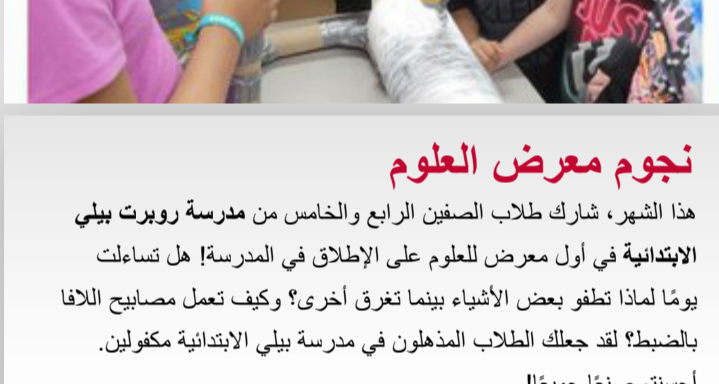 نجوم معرض العلوم
هذا الشهر، شارك طلاب الصفين الرابع والخامس من مدرسة روبرت بيلي
الابتدائية في أول معرض للعلوم على الإطلاق في المدرسة! هل تساءلت
يومًا لماذا تطفو بعض الأشياء بينما تغرق أخرى؟ وكيف تعمل مصابيح اللافا
بالضبط؟ لقد جعلك الطلاب المذهلون في مدرسة بيلي الابتدائية مكفولين.